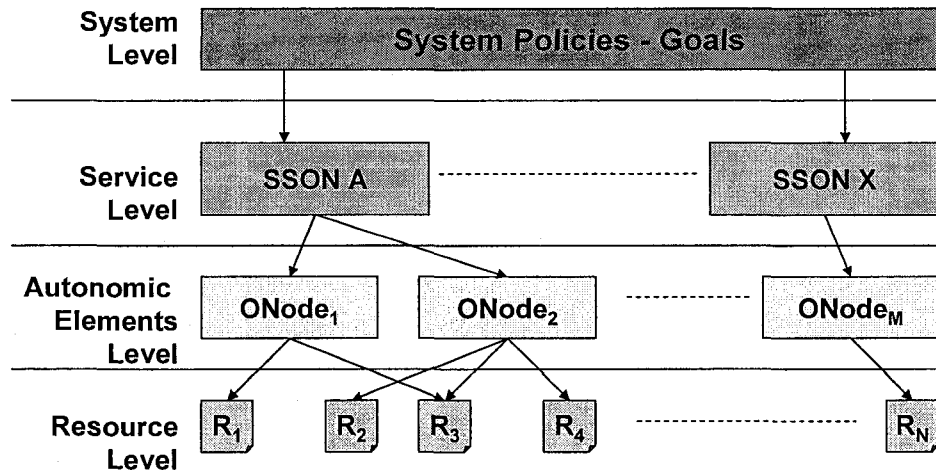 System
Level
System Policies - Goals
Service
Level
SSON A
SSON X
Autonomic
Elements
Level
ONode1
ONode2
ONodeM
Resource
Level
R1
R2
R3
R4
RN